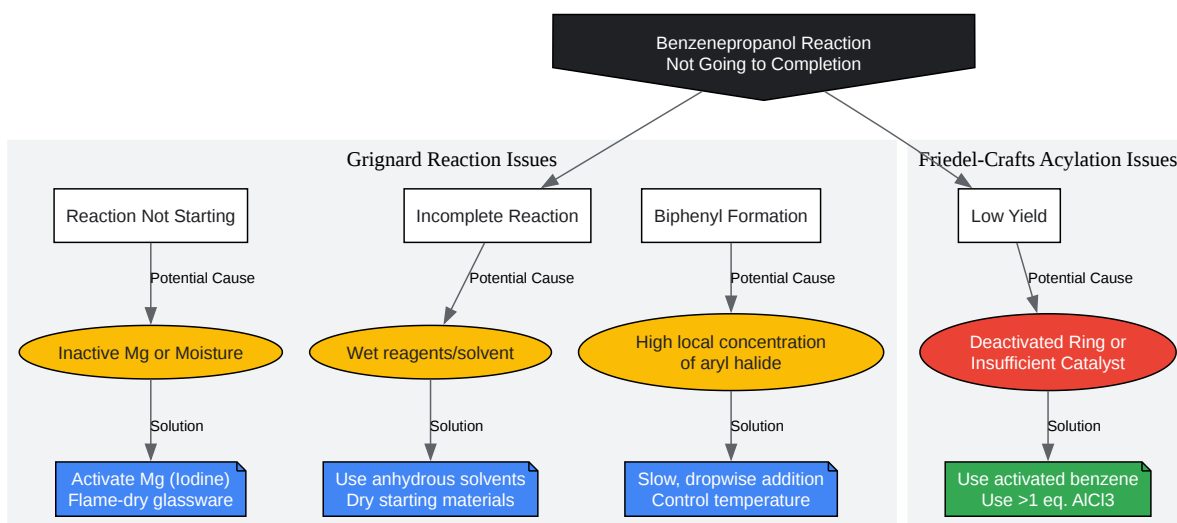 Benzenepropanol Reaction
Not Going to Completion
Grignard Reaction Issues
Friedel-Crafts Acylation Issues
Reaction Not Starting
Incomplete Reaction
Biphenyl Formation
Low Yield
Potential Cause
Potential Cause
Potential Cause
Potential Cause
Inactive Mg or Moisture
Wet reagents/solvent
High local concentration
of aryl halide
Deactivated Ring or
Insufficient Catalyst
Solution
Solution
Solution
Solution
Activate Mg (Iodine)
Flame-dry glassware
Use anhydrous solvents
Dry starting materials
Slow, dropwise addition
Control temperature
Use activated benzene
Use >1 eq. AlCl3